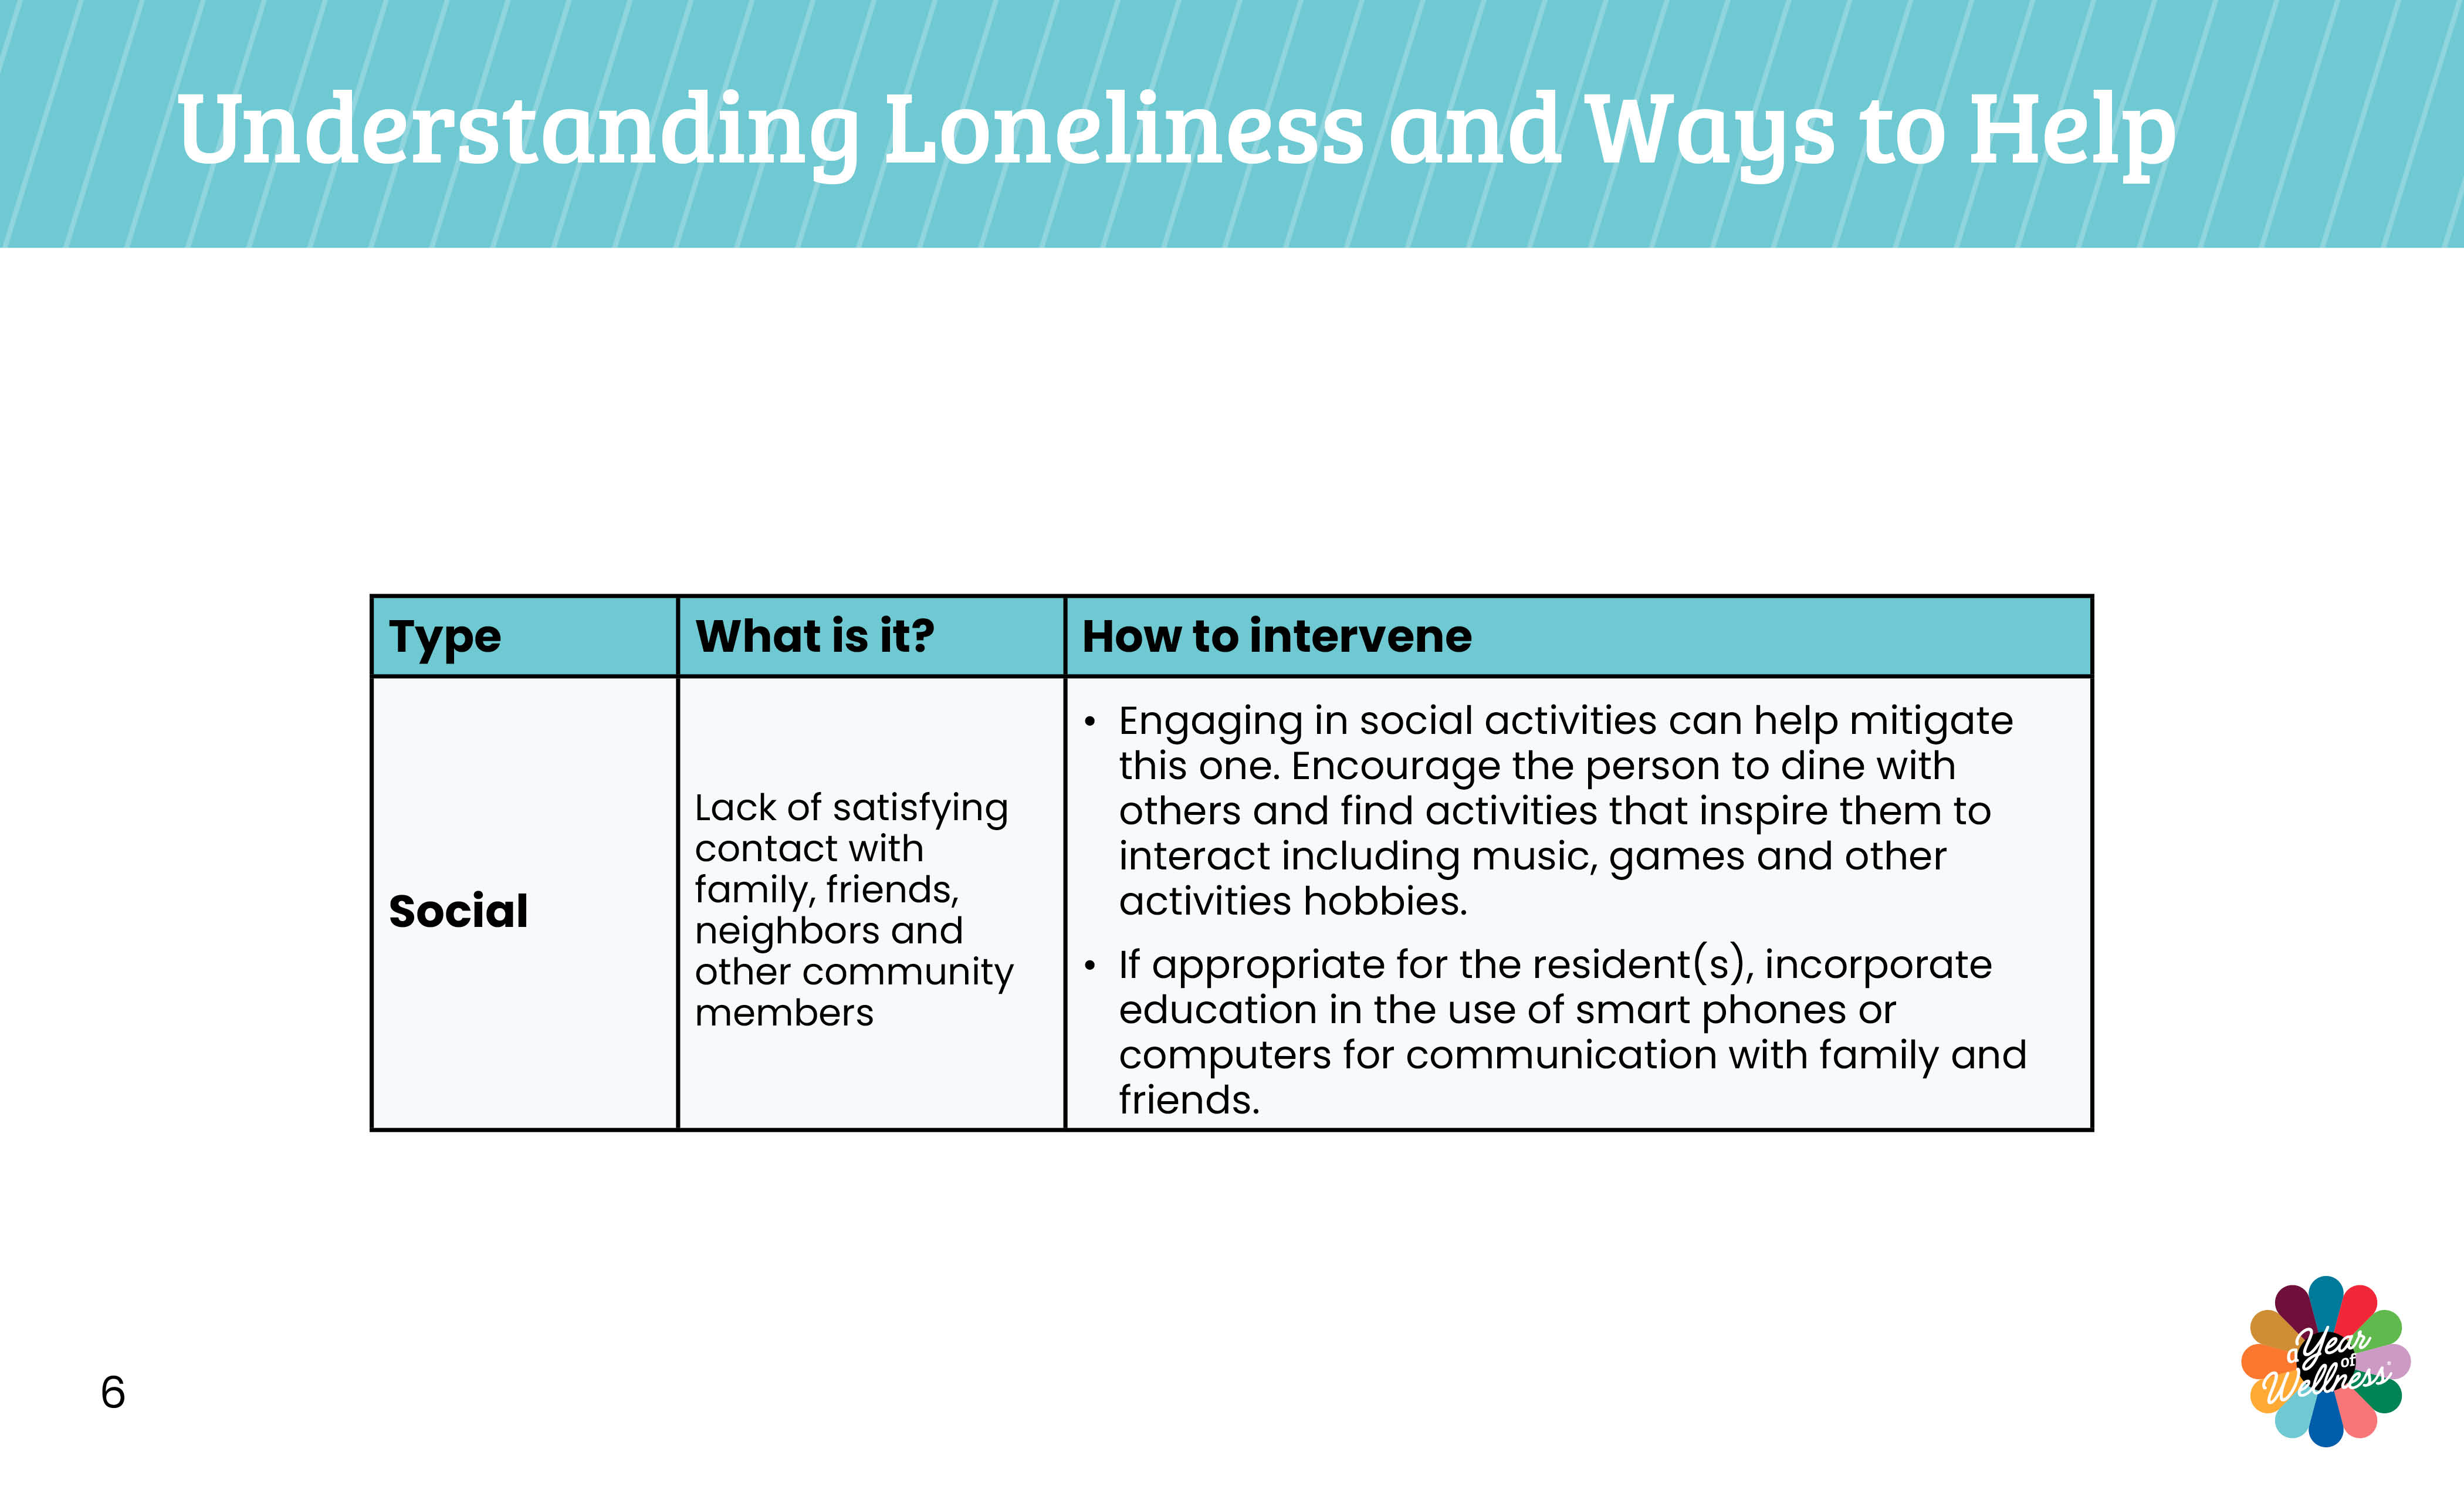 Understanding Loneliness and Ways to Help
Type
What is it?
How to intervene
Social
Lack of satisfying
contact with
family, friends,
neighbors and
other community
members
• Engaging in social activities can help mitigate
this one. Encourage the person to dine with
others and find activities that inspire them to
interact including music, games and other
activities hobbies.
• If appropriate for the resident(s), incorporate
education in the use of smart phones or
computers for communication with family and
friends.
6
a Year
of
Wellness